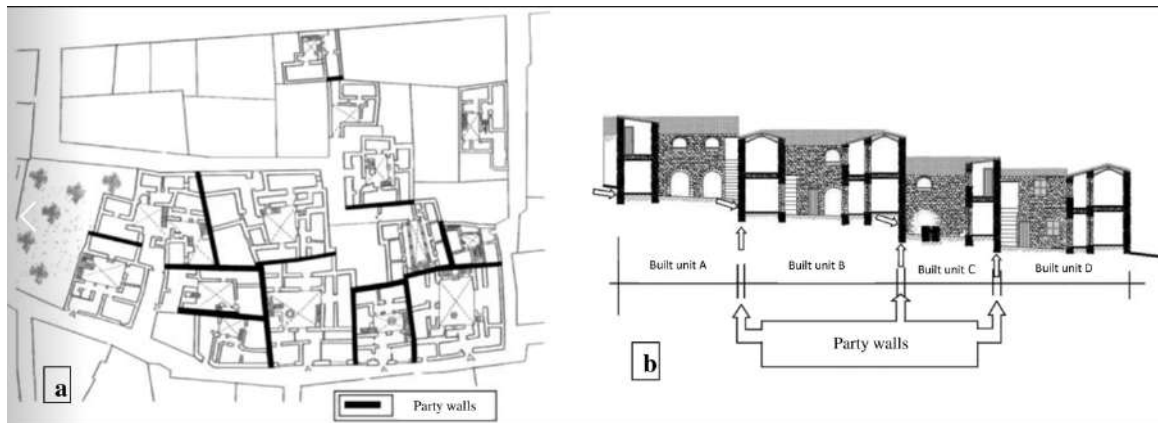 a
Party walls
Built unit A
Built unit B
Built unit C
Built unit D
Party walls
b